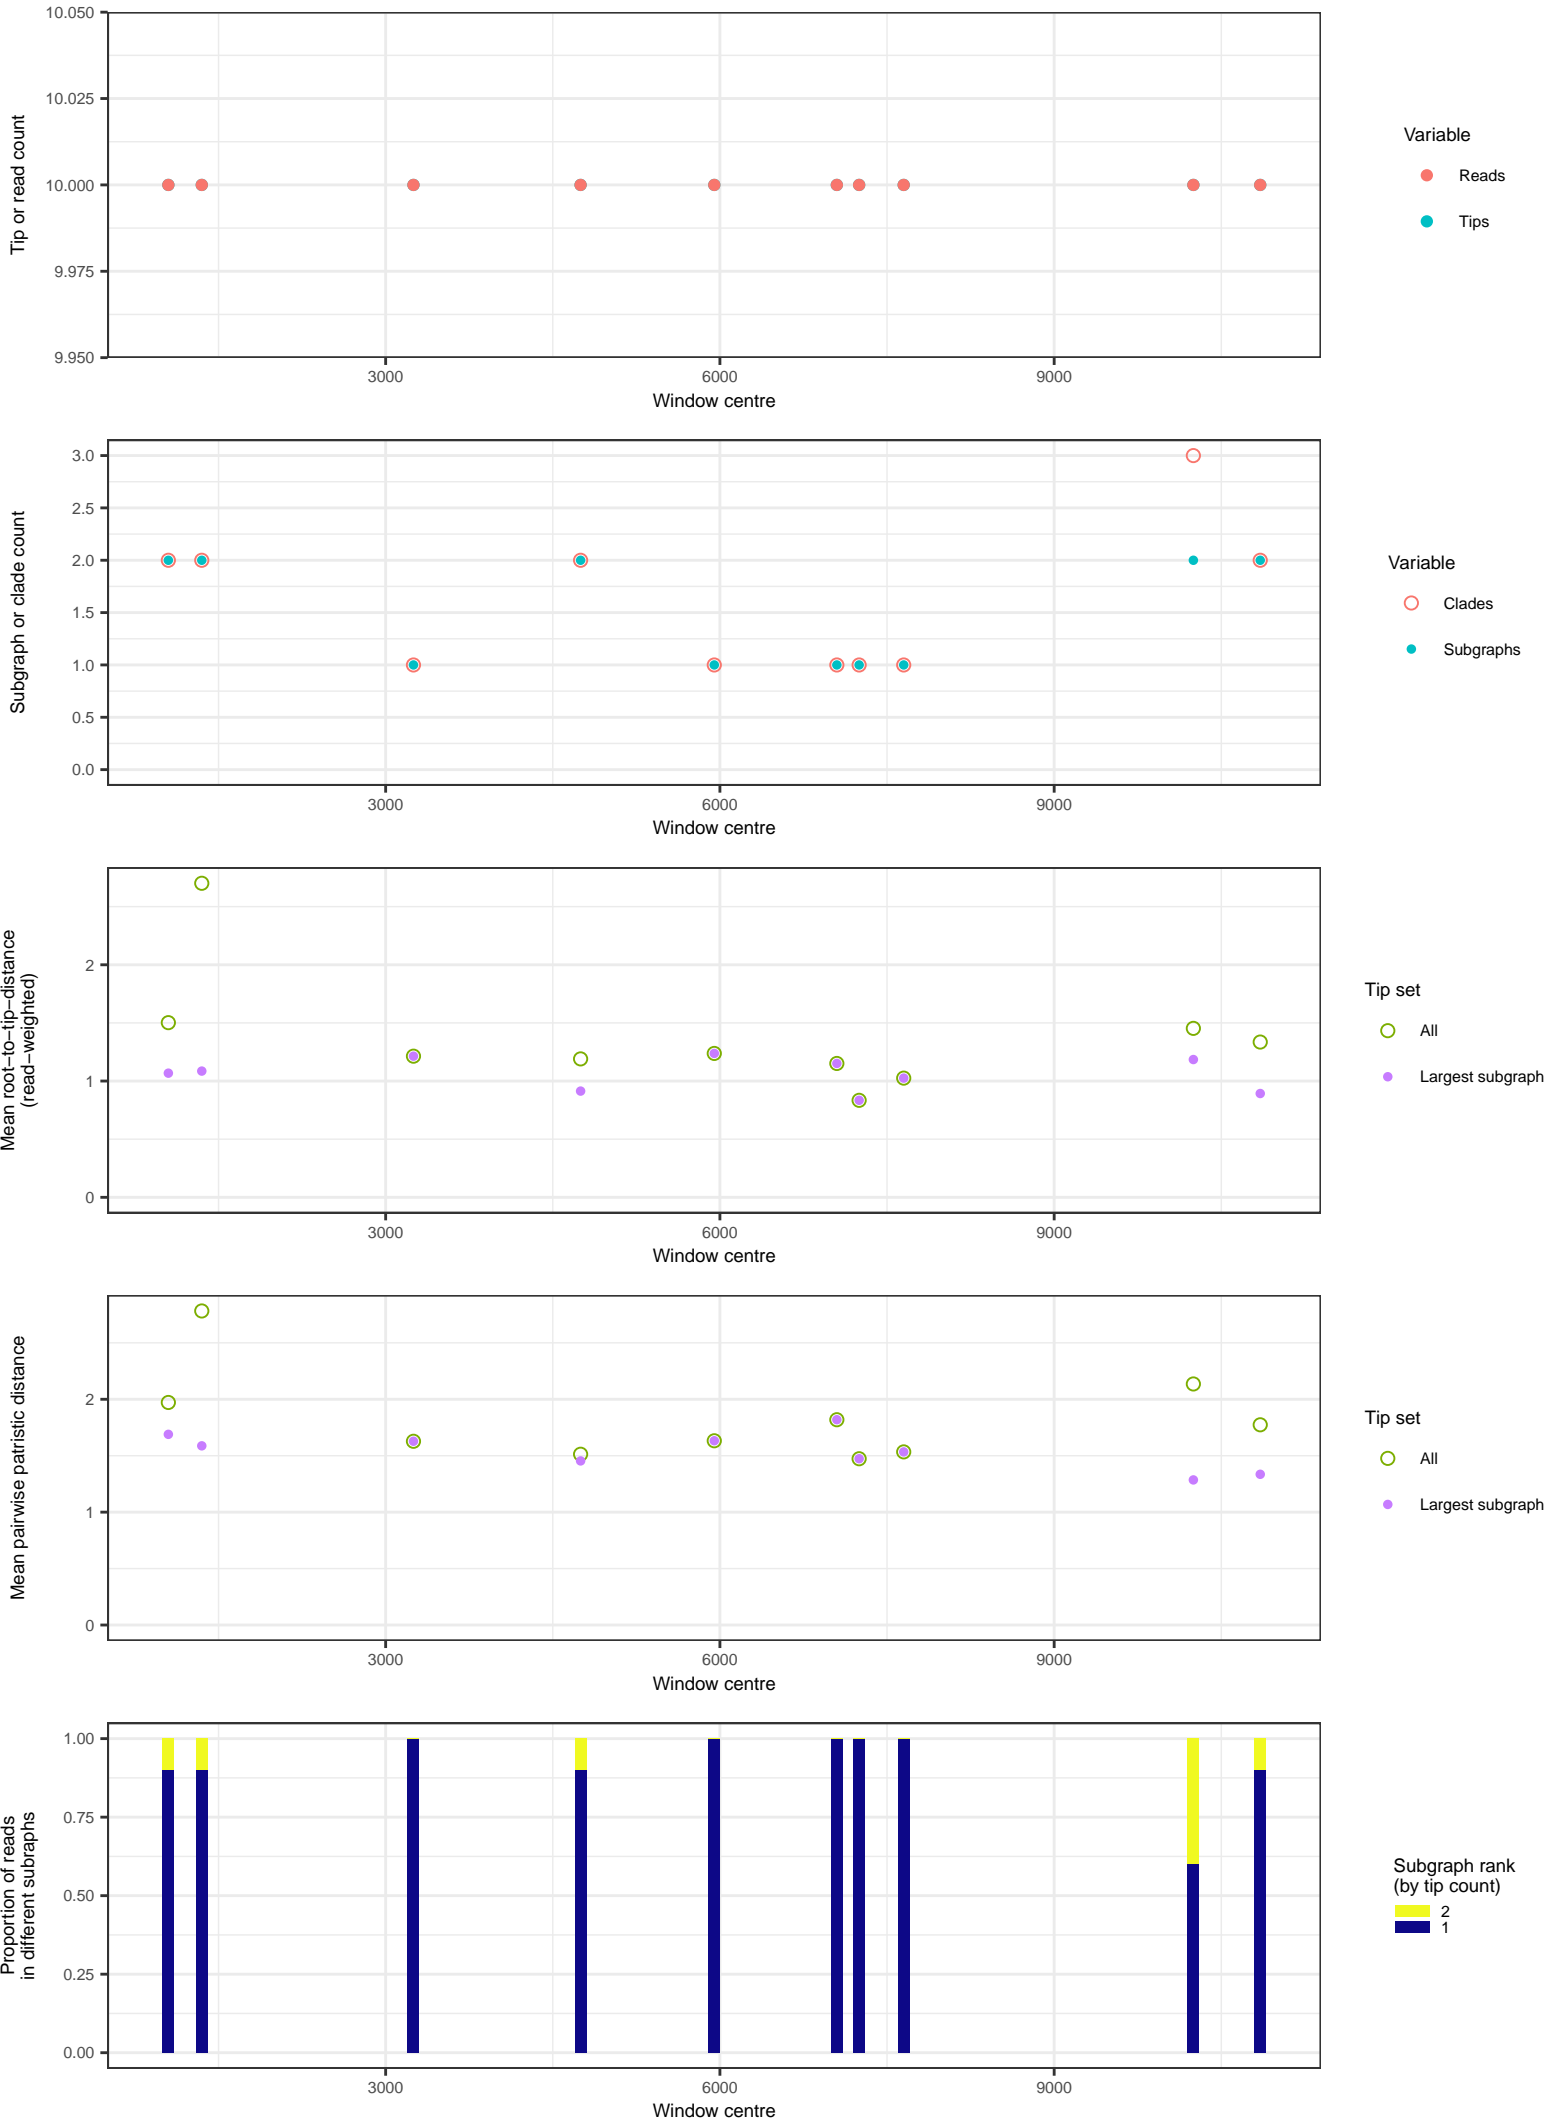 10.050
10.025
10.000
9.975
9.950
Tip or read count
3000
6000
9000
Window centre
Variable
Reads
Tips
3.0
2.5
2.0
1.5
1.0
0.5
0.0
Subgraph or clade count
3000
6000
9000
Window centre
Variable
Clades
Subgraphs
2
1
0
Mean root−to−tip−distance
(read−weighted)
3000
6000
9000
Window centre
Tip set
All
Largest subgraph
2
1
0
Mean pairwise patristic distance
3000
6000
9000
Window centre
Tip set
All
Largest subgraph
1.00
0.75
0.50
0.25
0.00
Proportion of reads
in different subraphs
3000
6000
9000
Window centre
Subgraph rank
(by tip count)
2
1